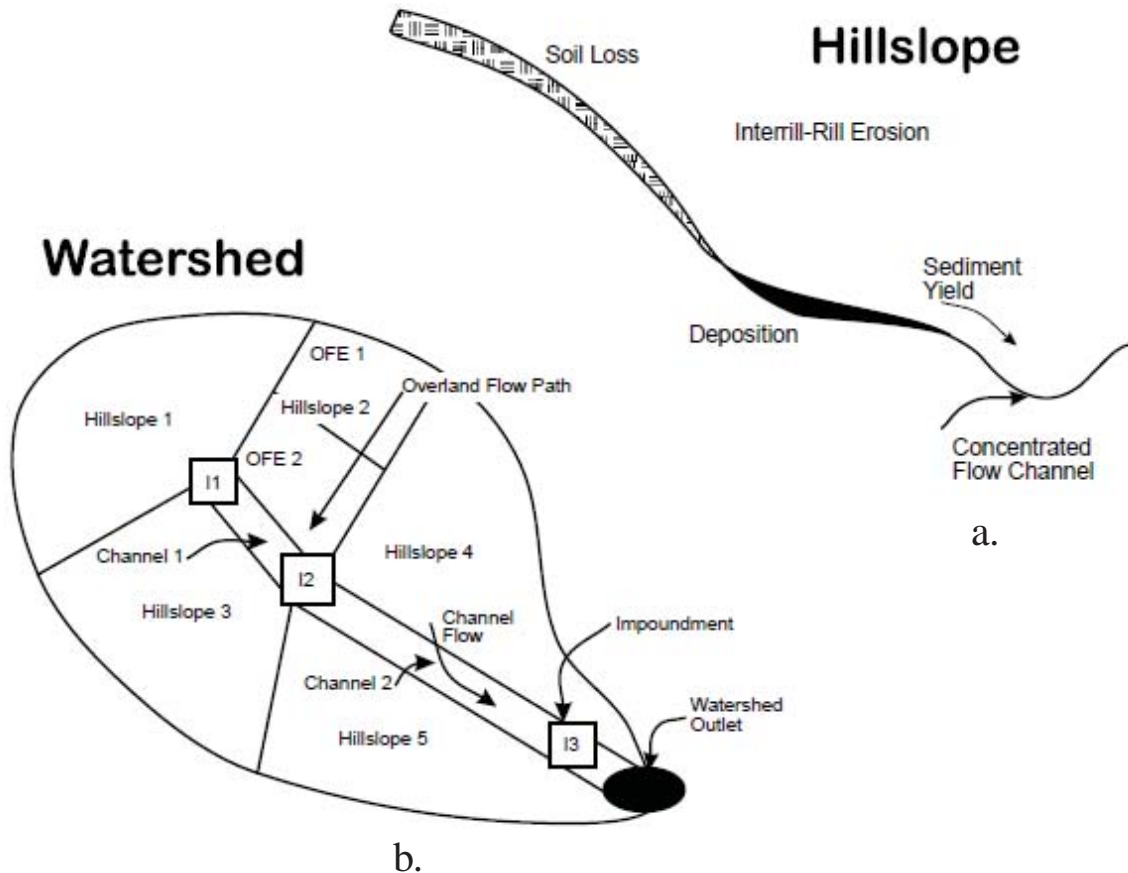 Hillslope
Soil Loss
Interrill-Rill Erosion
Sediment
Yield
Deposition
Concentrated
Flow Channel
a.
Watershed
OFE 1
Overland Flow Path
Hillslope 1
Hillslope 2
OFE 2
I1
Channel 1
I2
Hillslope 4
Hillslope 3
Channel
Flow
Impoundment
Channel 2
Watershed
Outlet
Hillslope 5
I3
b.